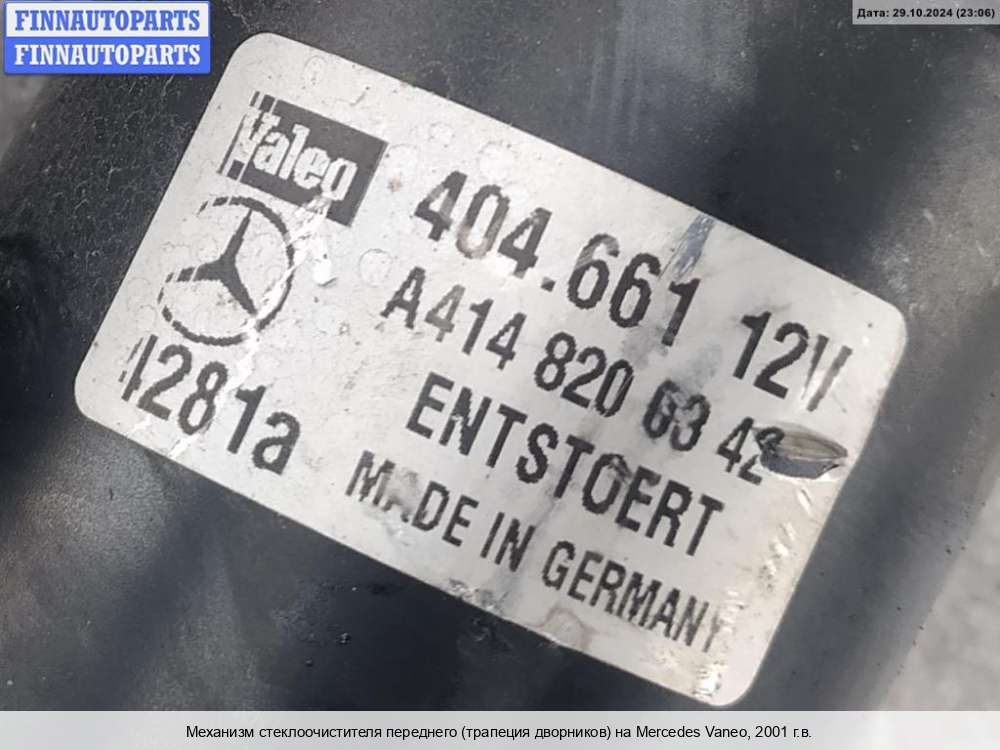 FINNAUTOPARTS
FINNAUTOPARTS
Дата: 29.10.2024 (23:06)
Valeo
404.661 12V
A414 820 63 42
4281a
ENTSTOERT
MADE IN GERMANY
Механизм стеклоочистителя переднего (трапеция дворников) на Mercedes Vaneo, 2001 г.в.